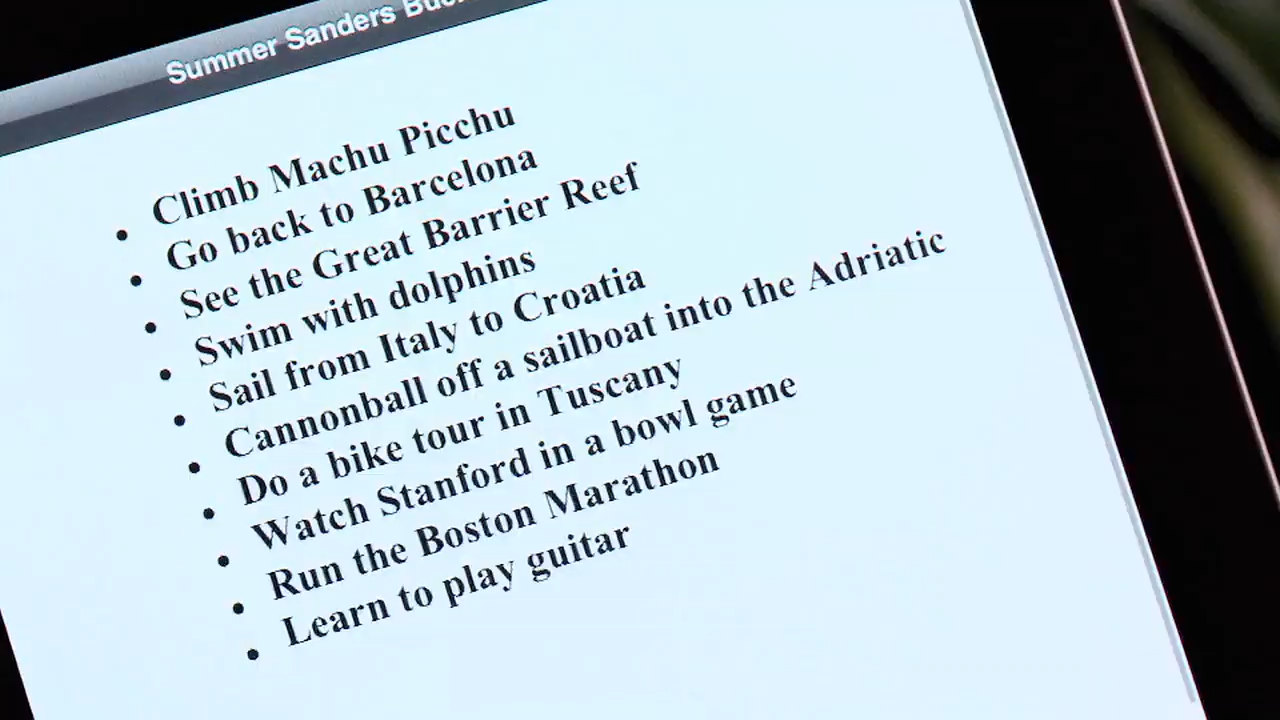 Summer Sanders
• Climb Machu Picchu
• Go back to Barcelona
• See the Great Barrier Reef
• Swim with dolphins
• Sail from Italy to Croatia
• Cannonball off a sailboat into the Adriatic
• Do a bike tour in Tuscany
• Watch Stanford in a bowl game
• Run the Boston Marathon
• Learn to play guitar